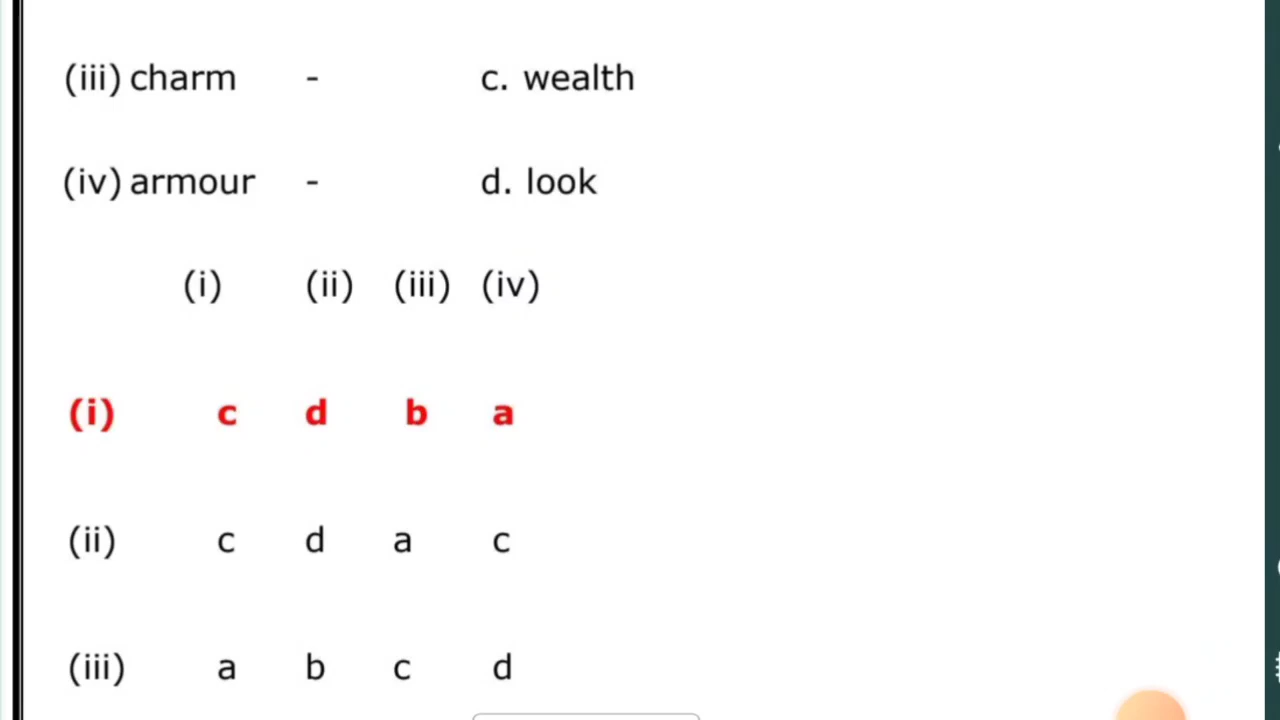 (iii) charm - c. wealth
(iv) armour - d. look
(i) (ii) (iii) (iv)
(i) c d b a
(ii) c d a c
(iii) a b c d